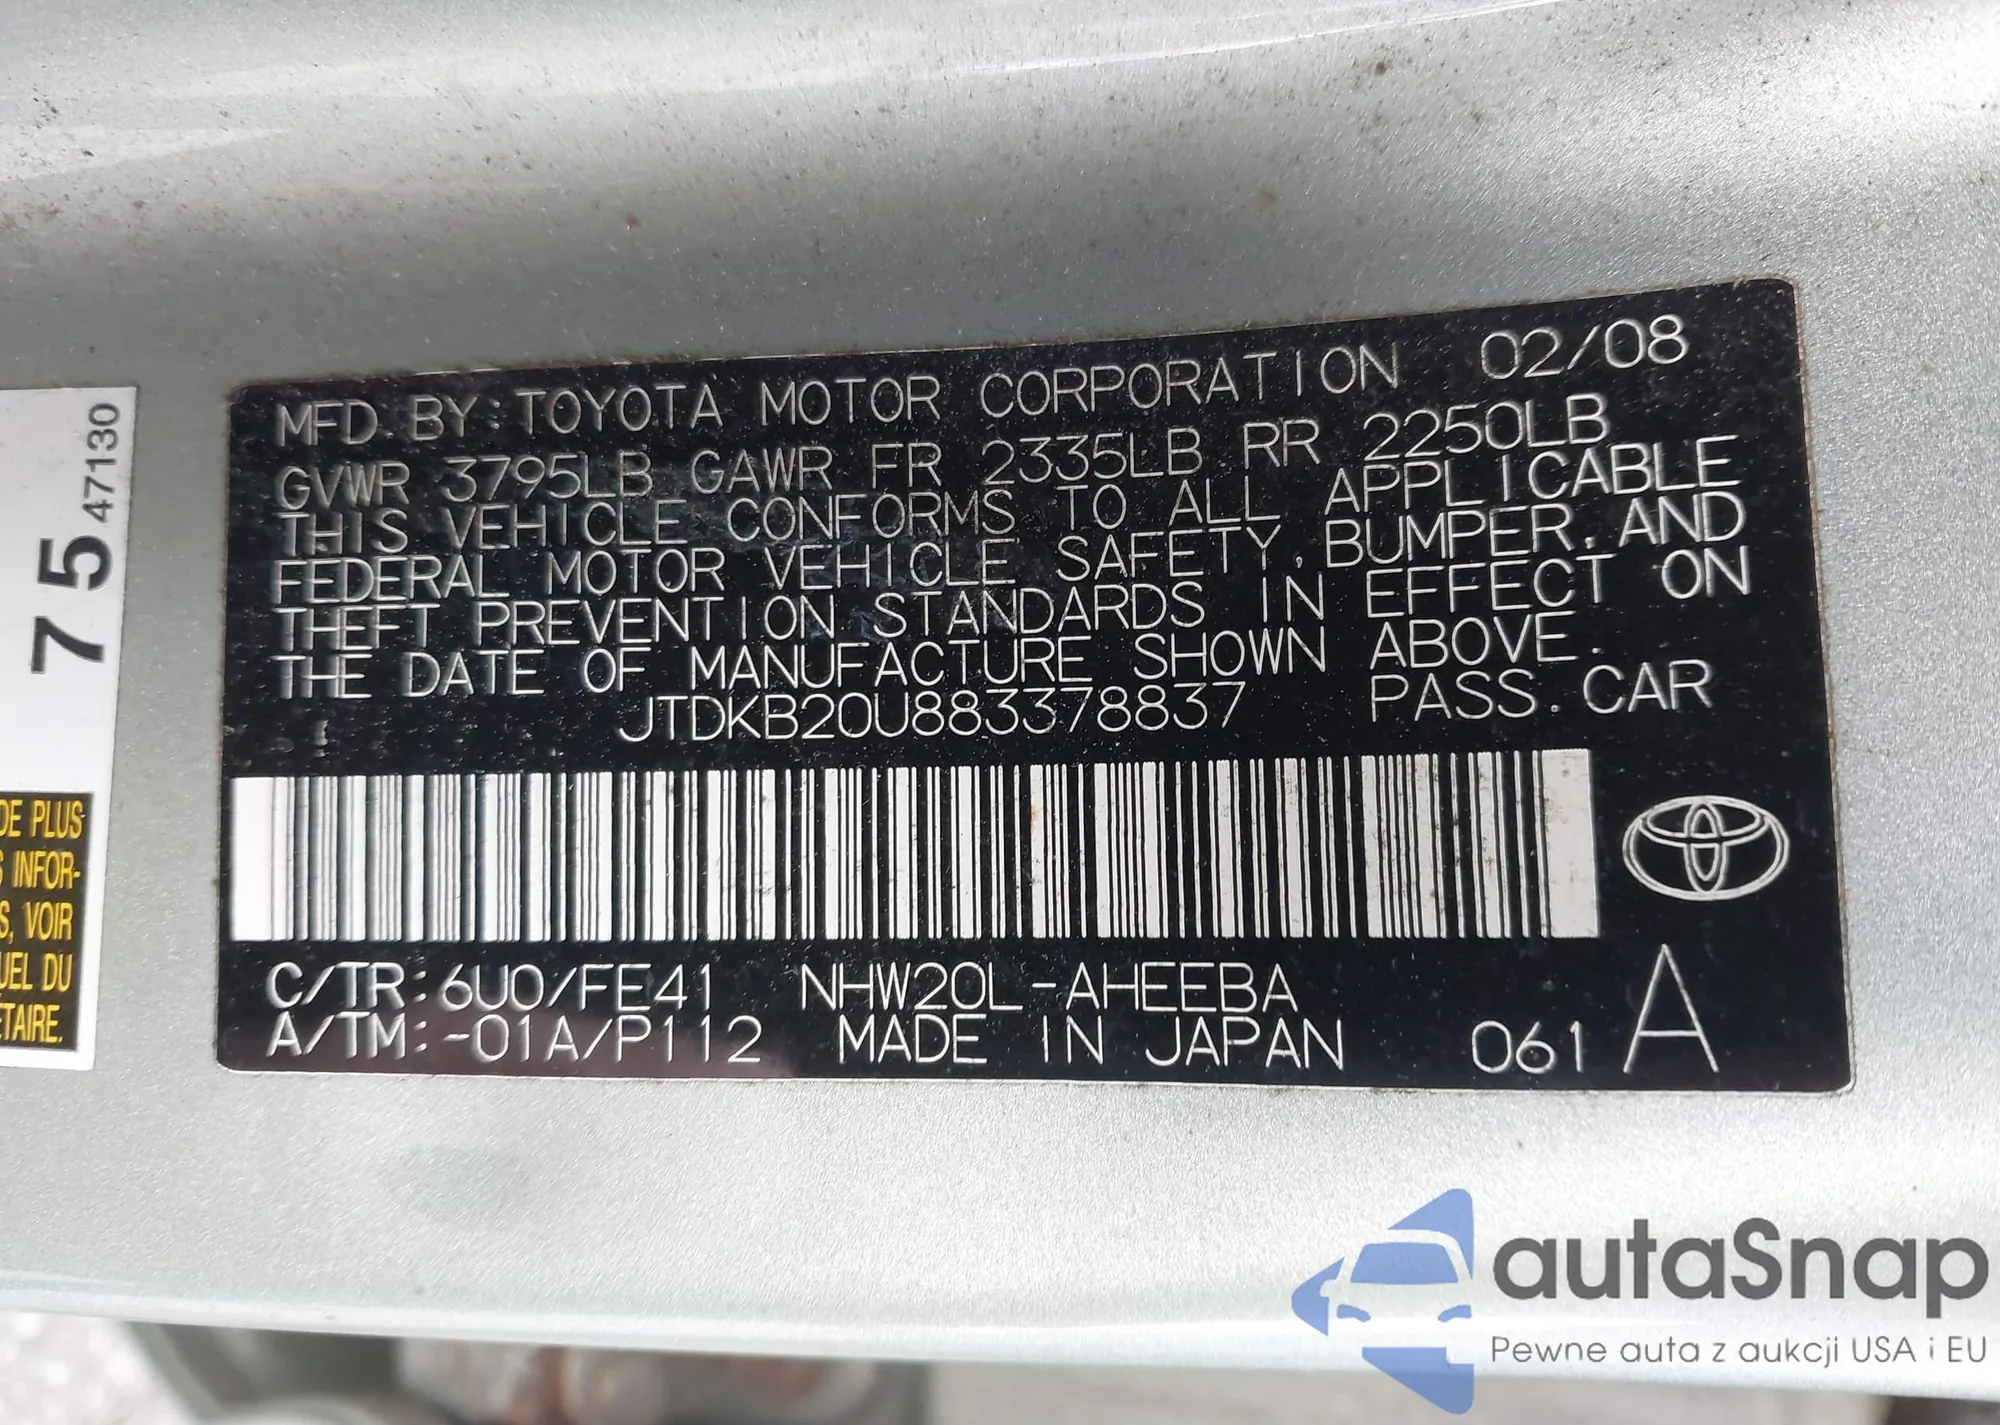 MFD. BY: TOYOTA MOTOR CORPORATION 02/08
GVWR 3795LB GAWR FR 2335LB RR 2250LB
THIS VEHICLE CONFORMS TO ALL APPLICABLE
FEDERAL MOTOR VEHICLE SAFETY, BUMPER, AND
THEFT PREVENTION STANDARDS IN EFFECT ON
THE DATE OF MANUFACTURE SHOWN ABOVE.
JTDKB20U883378837 PASS. CAR
C/TR: 6U0/FE41 NHW20L-AHEEBA
A/TM: -01A/P112 MADE IN JAPAN 061 A
75 47130
DE PLUS
S INFOR-
S, VOIR
UEL DU
ÉTAIRE.
autaSnap
Pewne auta z aukcji USA i EU